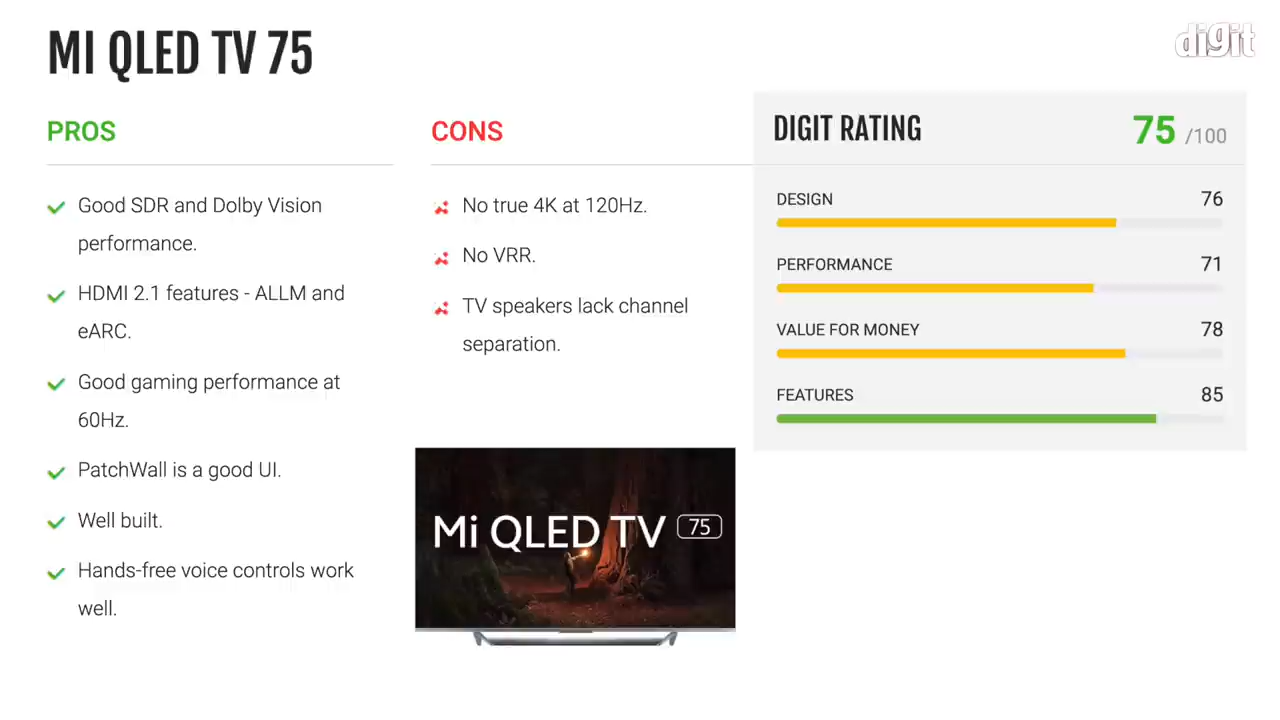 MI QLED TV 75
digit
PROS
Good SDR and Dolby Vision
performance.
HDMI 2.1 features - ALLM and
eARC.
Good gaming performance at
60Hz.
PatchWall is a good UI.
Well built.
Hands-free voice controls work
well.
CONS
No true 4K at 120Hz.
No VRR.
TV speakers lack channel
separation.
Mi QLED TV 75
DIGIT RATING 75 /100
DESIGN 76
PERFORMANCE 71
VALUE FOR MONEY 78
FEATURES 85